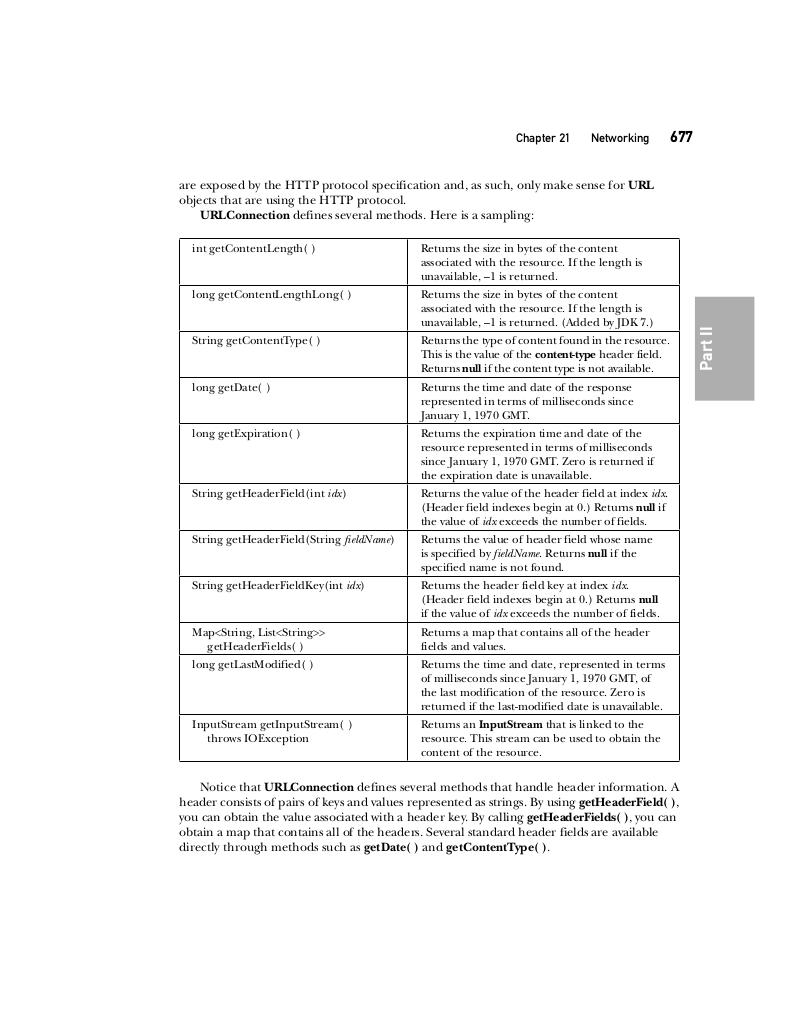 Chapter 21 Networking 677
are exposed by the HTTP protocol specification and, as such, only make sense for URL
objects that are using the HTTP protocol.
URLConnection defines several methods. Here is a sampling:
int getContentLength( )
Returns the size in bytes of the content
associated with the resource. If the length is
unavailable, –1 is returned.
long getContentLengthLong( )
Returns the size in bytes of the content
associated with the resource. If the length is
unavailable, –1 is returned. (Added by JDK 7.)
String getContentType( )
Returns the type of content found in the resource.
This is the value of the content-type header field.
Returns null if the content type is not available.
long getDate( )
Returns the time and date of the response
represented in terms of milliseconds since
January 1, 1970 GMT.
long getExpiration( )
Returns the expiration time and date of the
resource represented in terms of milliseconds
since January 1, 1970 GMT. Zero is returned if
the expiration date is unavailable.
String getHeaderField(int idx)
Returns the value of the header field at index idx.
(Header field indexes begin at 0.) Returns null if
the value of idx exceeds the number of fields.
String getHeaderField(String fieldName)
Returns the value of header field whose name
is specified by fieldName. Returns null if the
specified name is not found.
String getHeaderFieldKey(int idx)
Returns the header field key at index idx.
(Header field indexes begin at 0.) Returns null
if the value of idx exceeds the number of fields.
Map<String, List<String>>
getHeaderFields( )
Returns a map that contains all of the header
fields and values.
long getLastModified( )
Returns the time and date, represented in terms
of milliseconds since January 1, 1970 GMT, of
the last modification of the resource. Zero is
returned if the last-modified date is unavailable.
InputStream getInputStream( )
throws IOException
Returns an InputStream that is linked to the
resource. This stream can be used to obtain the
content of the resource.
Part II
Notice that URLConnection defines several methods that handle header information. A
header consists of pairs of keys and values represented as strings. By using getHeaderField( ),
you can obtain the value associated with a header key. By calling getHeaderFields( ), you can
obtain a map that contains all of the headers. Several standard header fields are available
directly through methods such as getDate( ) and getContentType( ).